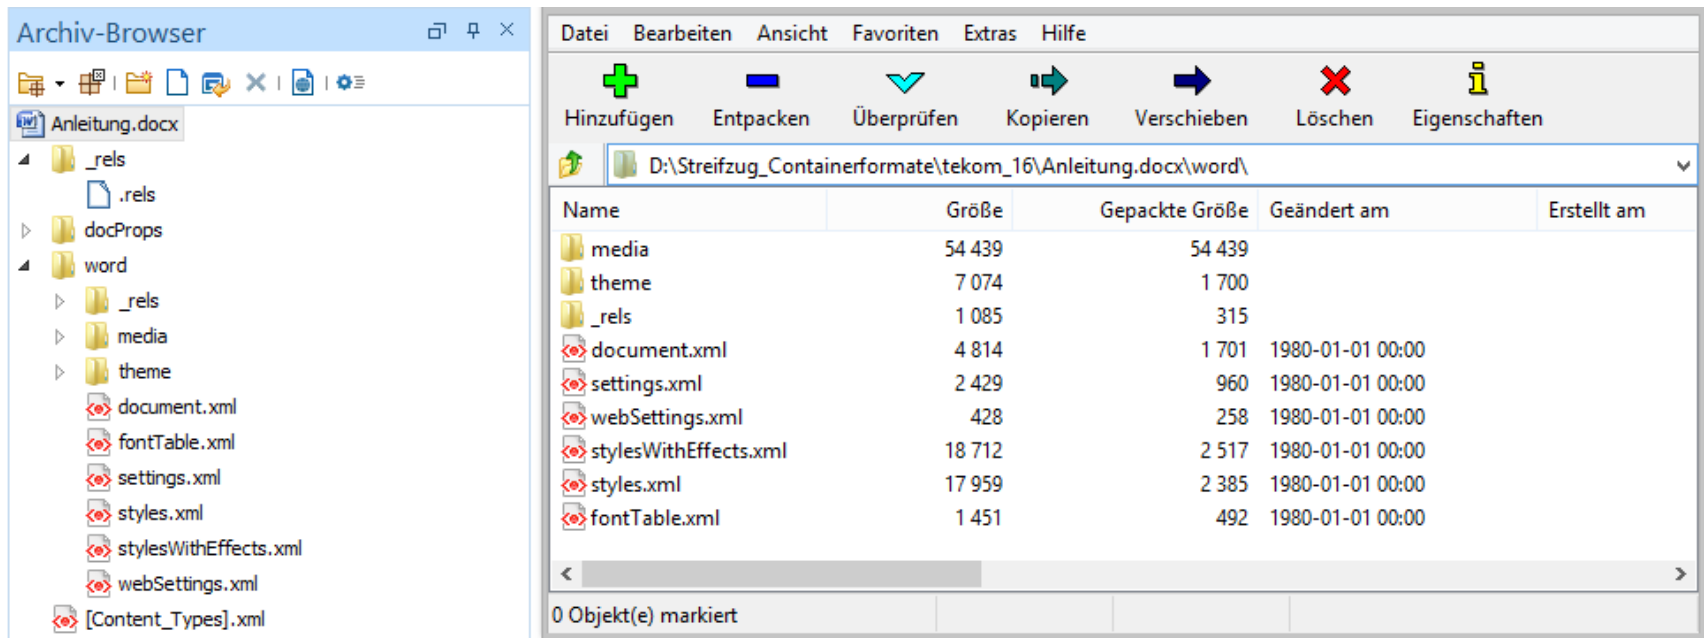 Archiv-Browser
Anleitung.docx
_rels
.rels
docProps
word
_rels
media
theme
document.xml
fontTable.xml
settings.xml
styles.xml
stylesWithEffects.xml
webSettings.xml
[Content_Types].xml
Datei Bearbeiten Ansicht Favoriten Extras Hilfe
Hinzufügen Entpacken Überprüfen Kopieren Verschieben Löschen Eigenschaften
D:\Streifzug_Containerformate\tekom_16\Anleitung.docx\word\
Name Größe Gepackte Größe Geändert am Erstellt am
media 54 439 54 439
theme 7 074 1 700
_rels 1 085 315
document.xml 4 814 1 701 1980-01-01 00:00
settings.xml 2 429 960 1980-01-01 00:00
webSettings.xml 428 258 1980-01-01 00:00
stylesWithEffects.xml 18 712 2 517 1980-01-01 00:00
styles.xml 17 959 2 385 1980-01-01 00:00
fontTable.xml 1 451 492 1980-01-01 00:00
0 Objekt(e) markiert